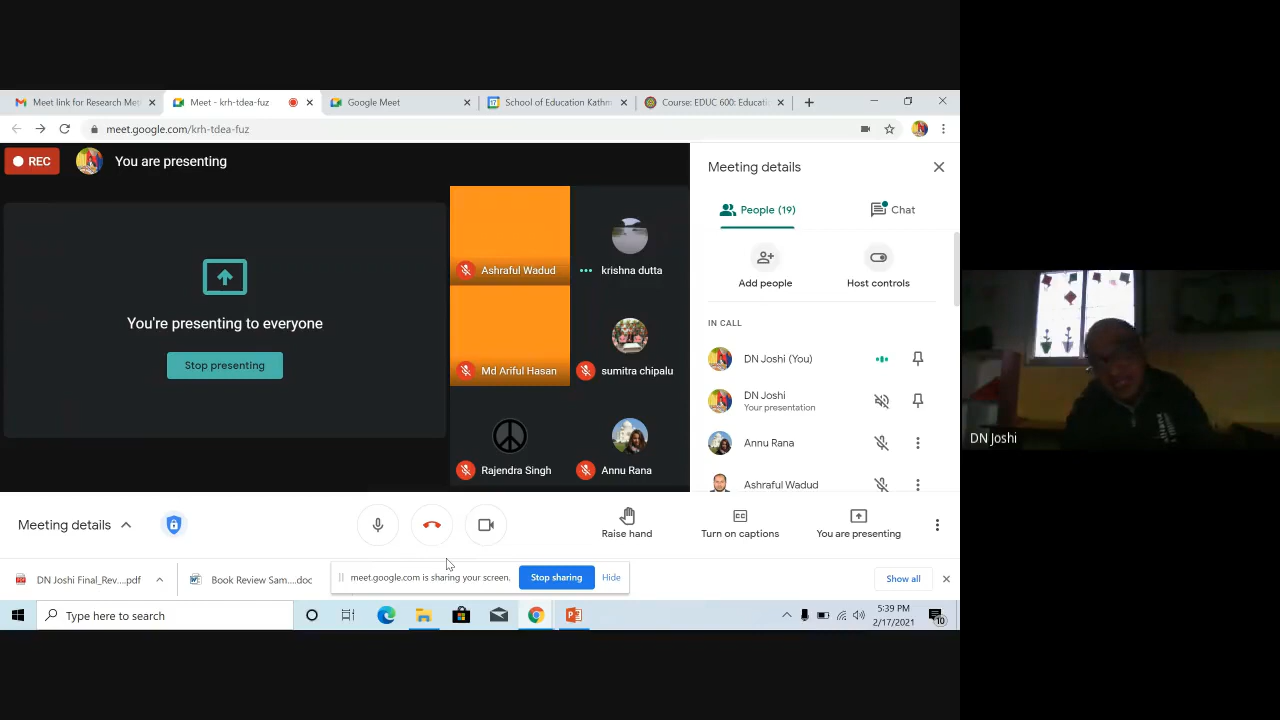 Meet link for Research Met
Meet - krh-tdea-fuz
Google Meet
School of Education Kathm
Course: EDUC 600: Educatio
meet.google.com/krh-tdea-fuz
REC
You are presenting
Meeting details
People (19)
Chat
Add people
Host controls
IN CALL
DN Joshi (You)
DN Joshi
Your presentation
Annu Rana
Ashraful Wadud
You're presenting to everyone
Stop presenting
Ashraful Wadud
krishna dutta
Md Ariful Hasan
sumitra chipalu
Rajendra Singh
Annu Rana
DN Joshi
Meeting details
Raise hand
Turn on captions
You are presenting
DN Joshi Final_Rev....pdf
Book Review Sam....doc
meet.google.com is sharing your screen.
Stop sharing
Hide
Show all
Type here to search
5:39 PM
2/17/2021
10